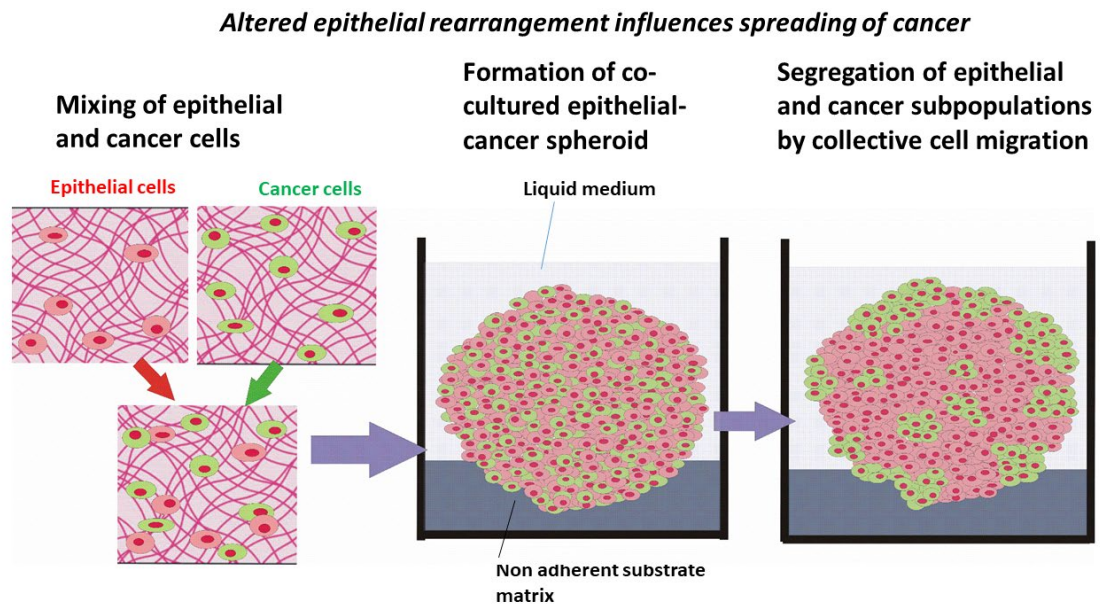 Altered epithelial rearrangement influences spreading of cancer
Mixing of epithelial
and cancer cells
Formation of co-
cultured epithelial-
cancer spheroid
Segregation of epithelial
and cancer subpopulations
by collective cell migration
Epithelial cells
Cancer cells
Liquid medium
Non adherent substrate
matrix